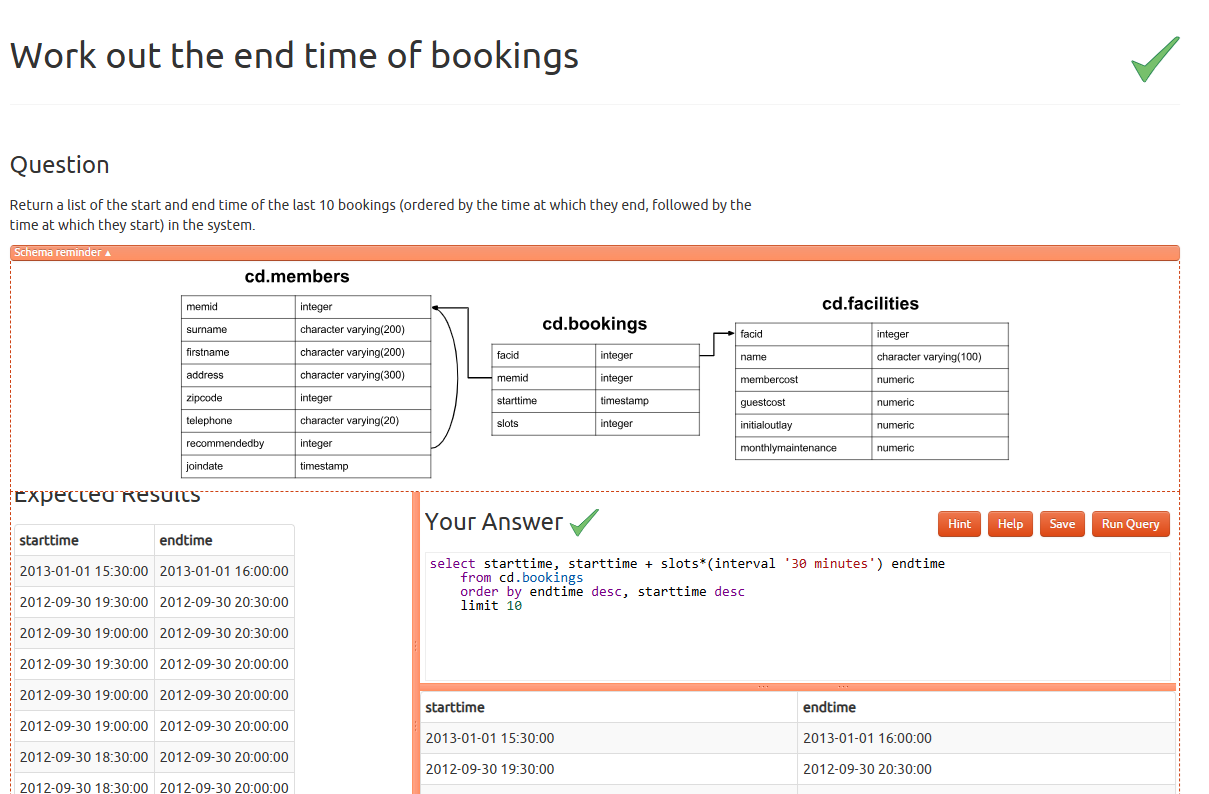 Work out the end time of bookings
Question
Return a list of the start and end time of the last 10 bookings (ordered by the time at which they end, followed by the
time at which they start) in the system.
Schema reminder ▲
cd.members
memid integer
surname character varying(200)
firstname character varying(200)
address character varying(300)
zipcode integer
telephone character varying(20)
recommendedby integer
joindate timestamp
cd.bookings
facid integer
memid integer
starttime timestamp
slots integer
cd.facilities
facid integer
name character varying(100)
membercost numeric
guestcost numeric
initialoutlay numeric
monthlymaintenance numeric
Expected Results
starttime endtime
2013-01-01 15:30:00 2013-01-01 16:00:00
2012-09-30 19:30:00 2012-09-30 20:30:00
2012-09-30 19:00:00 2012-09-30 20:30:00
2012-09-30 19:30:00 2012-09-30 20:00:00
2012-09-30 19:00:00 2012-09-30 20:00:00
2012-09-30 19:00:00 2012-09-30 20:00:00
2012-09-30 18:30:00 2012-09-30 20:00:00
2012-09-30 18:30:00 2012-09-30 20:00:00
Your Answer
Hint Help Save Run Query
select starttime, starttime + slots*(interval '30 minutes') endtime
from cd.bookings
order by endtime desc, starttime desc
limit 10
starttime endtime
2013-01-01 15:30:00 2013-01-01 16:00:00
2012-09-30 19:30:00 2012-09-30 20:30:00